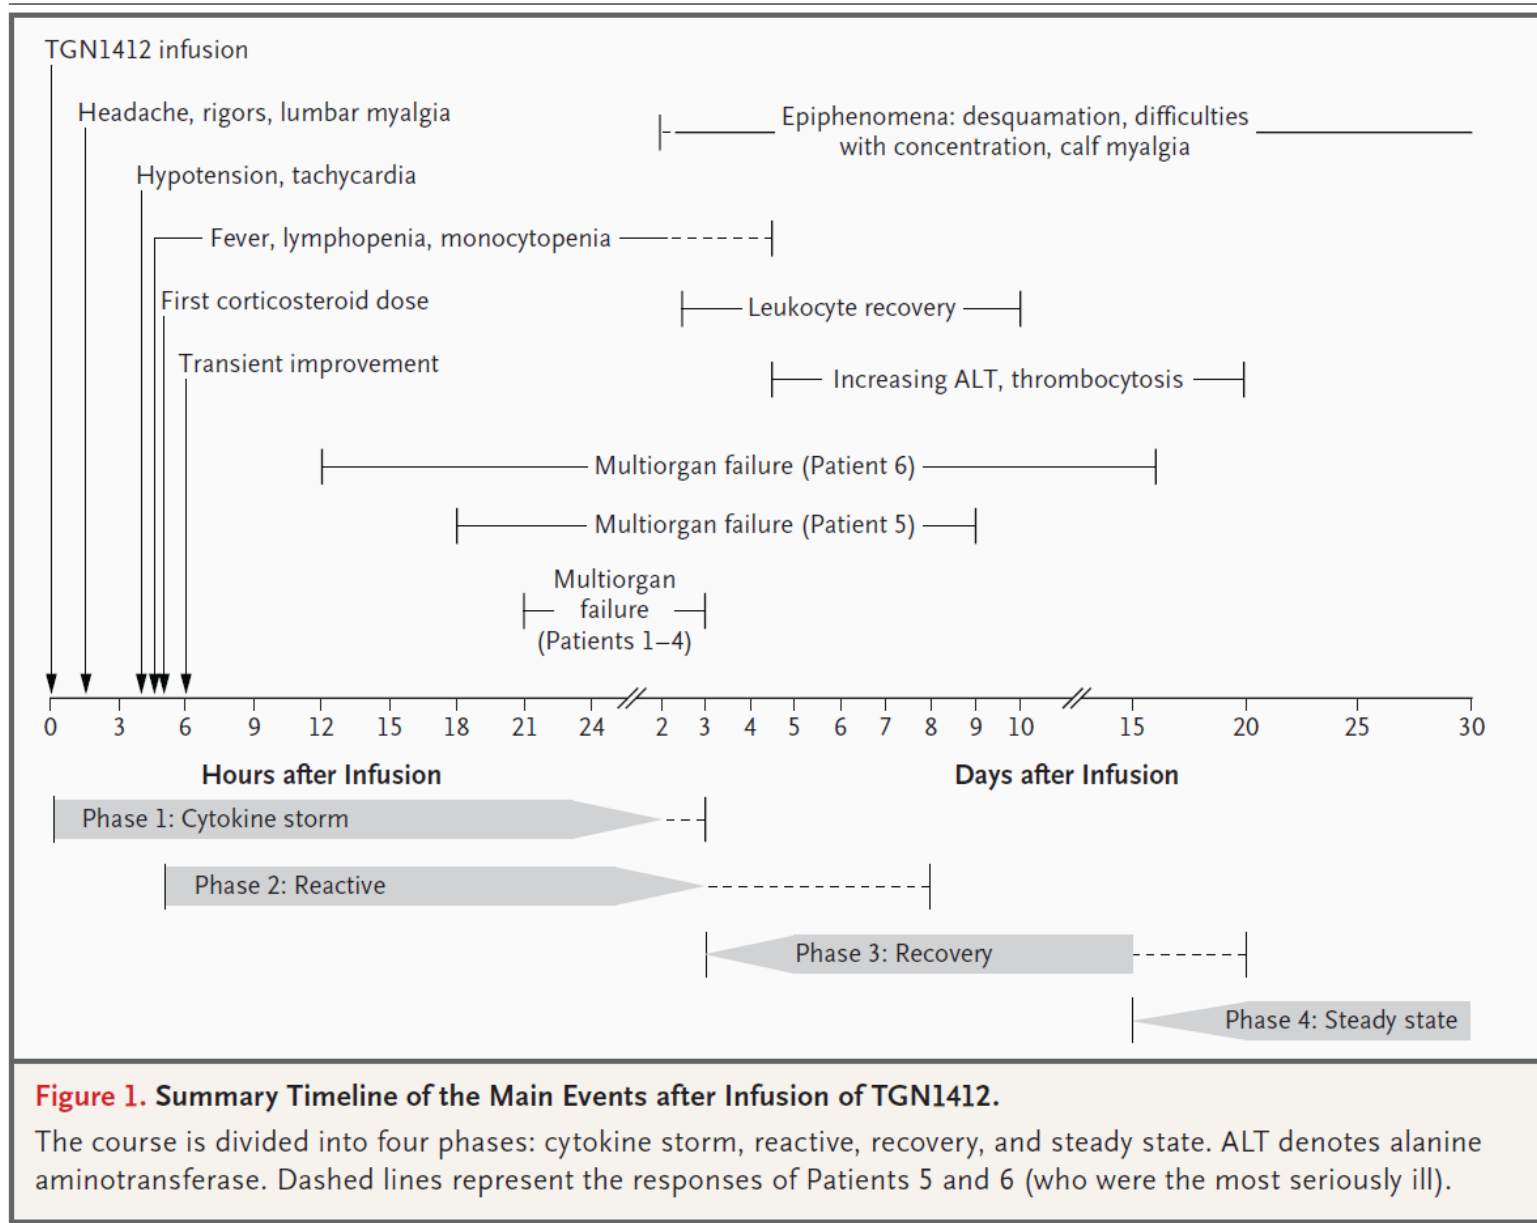 TGN1412 infusion
Headache, rigors, lumbar myalgia
Epiphenomena: desquamation, difficulties
with concentration, calf myalgia
Hypotension, tachycardia
Fever, lymphopenia, monocytopenia
First corticosteroid dose
Leukocyte recovery
Transient improvement
Increasing ALT, thrombocytosis
Multiorgan failure (Patient 6)
Multiorgan failure (Patient 5)
Multiorgan
failure
(Patients 1–4)
0 3 6 9 12 15 18 21 24 2 3 4 5 6 7 8 9 10 15 20 25 30
Hours after Infusion Days after Infusion
Phase 1: Cytokine storm
Phase 2: Reactive
Phase 3: Recovery
Phase 4: Steady state
Figure 1. Summary Timeline of the Main Events after Infusion of TGN1412.
The course is divided into four phases: cytokine storm, reactive, recovery, and steady state. ALT denotes alanine
aminotransferase. Dashed lines represent the responses of Patients 5 and 6 (who were the most seriously ill).